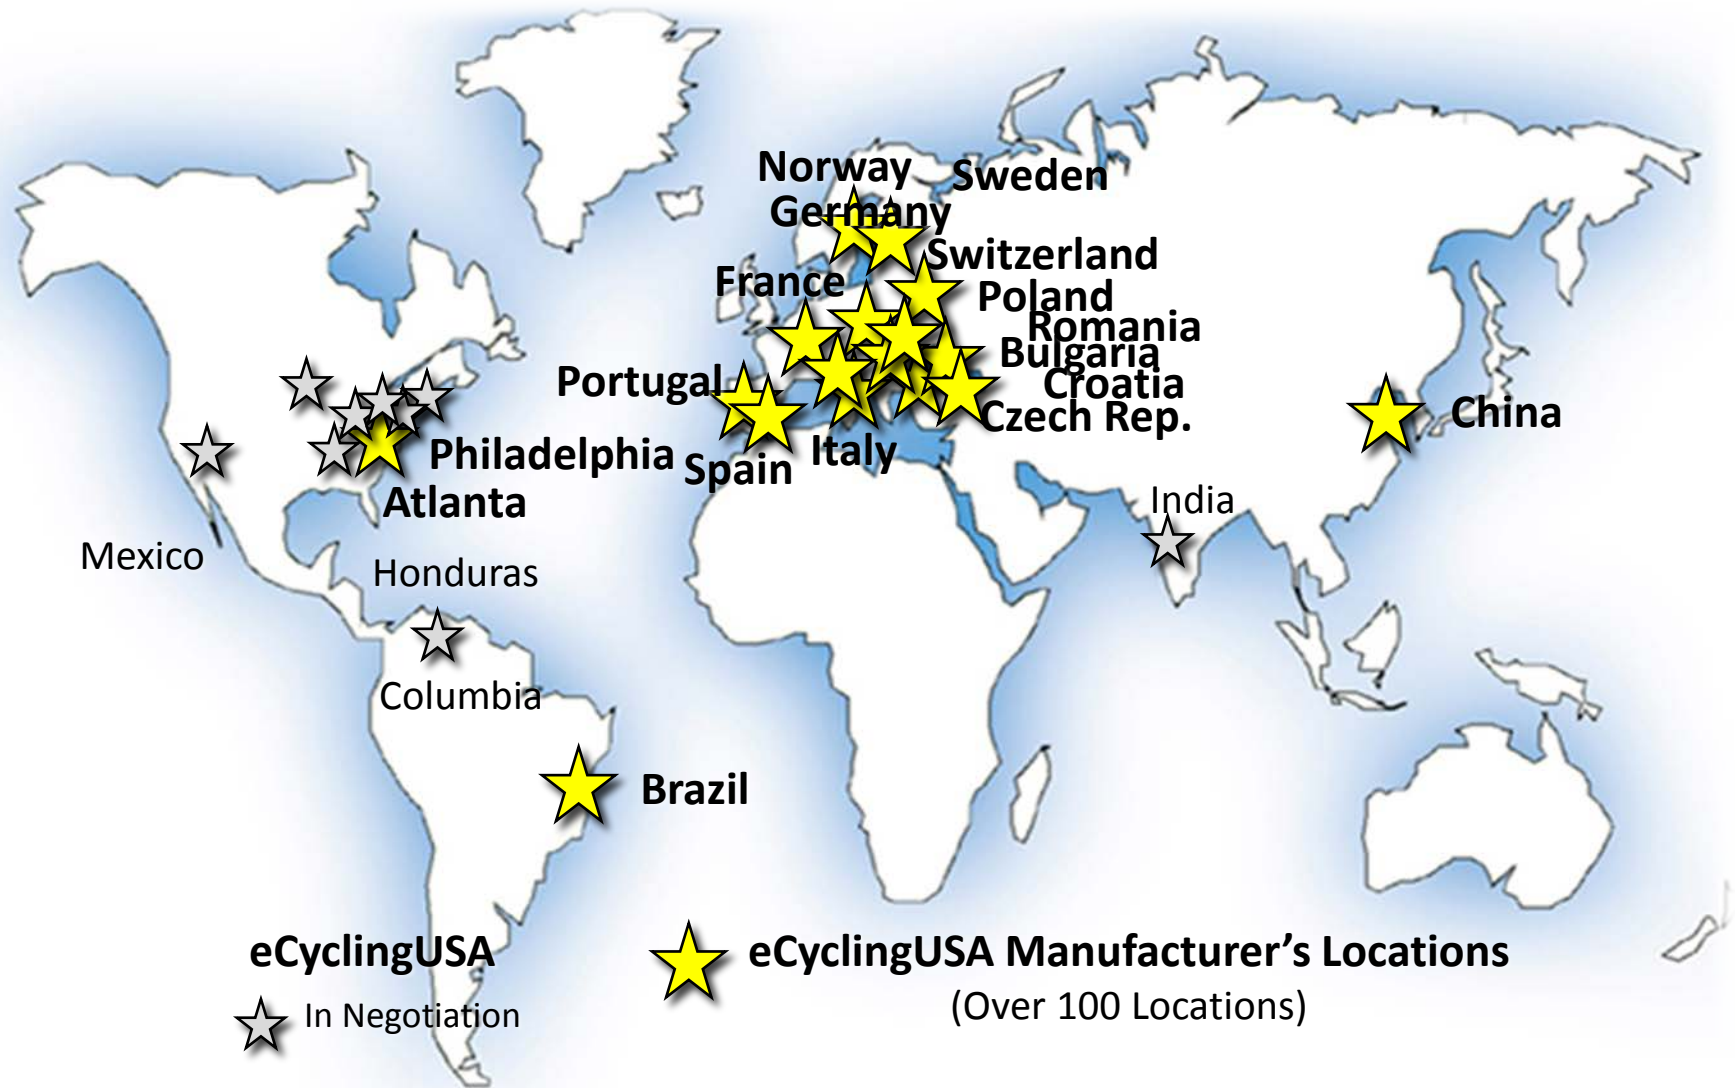 Norway
Sweden
Germany
Switzerland
France
Poland
Romania
Bulgaria
Portugal
Croatia
Czech Rep.
China
Philadelphia
Spain
Italy
Atlanta
India
Mexico
Honduras
Columbia
Brazil
eCyclingUSA
In Negotiation
eCyclingUSA Manufacturer’s Locations
(Over 100 Locations)